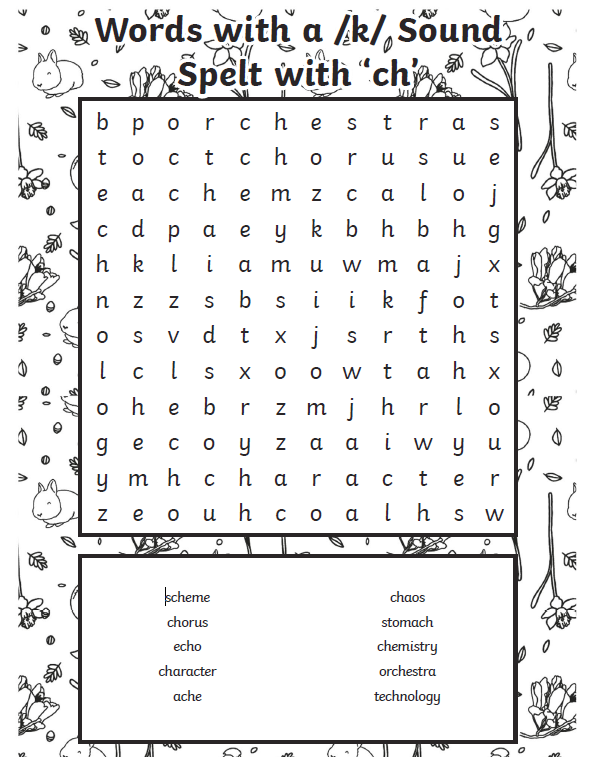 Words with a /k/ Sound
Spelt with ‘ch’
b p o r c h e s t r a s
t o c t c h o r u s u e
e a c h e m z c a l o j
c d p a e y k b h b h g
h k l i a m u w m a j x
n z z s b s i i k f o t
o s v d t x j s r t h s
l c l s x o o w t a h x
o h e b r z m j h r l o
g e c o y z a a i w y u
y m h c h a r a c t e r
z e o u h c o a l h s w
scheme chaos
chorus stomach
echo chemistry
character orchestra
ache technology